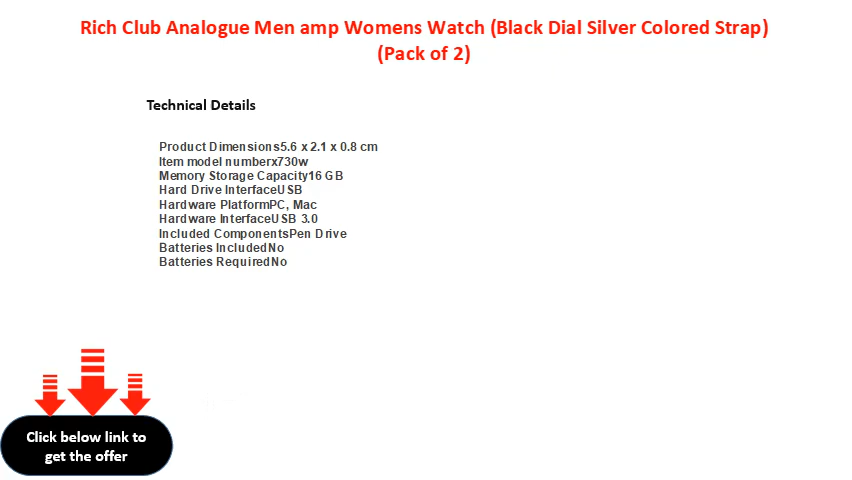 Rich Club Analogue Men amp Womens Watch (Black Dial Silver Colored Strap)
(Pack of 2)
Technical Details
Product Dimensions5.6 x 2.1 x 0.8 cm
Item model numberx730w
Memory Storage Capacity16 GB
Hard Drive InterfaceUSB
Hardware PlatformPC, Mac
Hardware InterfaceUSB 3.0
Included ComponentsPen Drive
Batteries IncludedNo
Batteries RequiredNo
Click below link to
get the offer